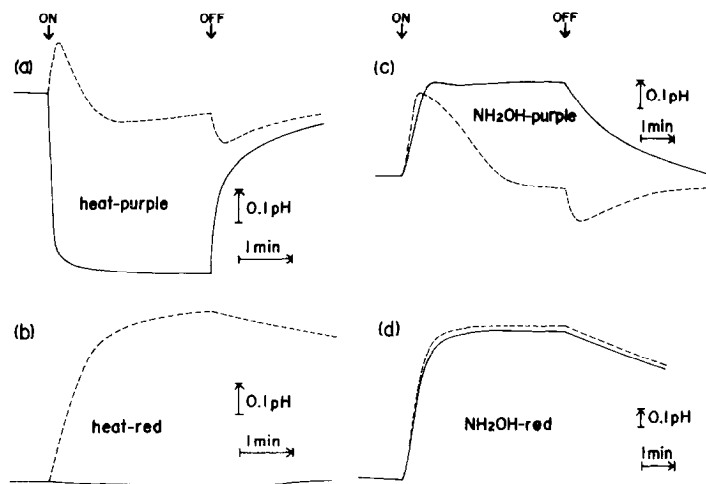 ON
OFF
(a)
heat-purple
0.1 pH
1 min
(b)
heat-red
0.1 pH
1 min
ON
OFF
(c)
NH2OH-purple
0.1 pH
1 min
(d)
NH2OH-red
0.1 pH
1 min